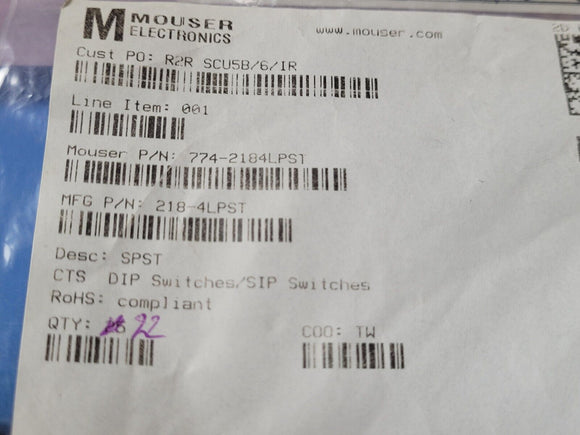 M MOUSER
ELECTRONICS
www.mouser.com
Cust PO: R2R SCU5B/6/IR
Line Item: 001
Mouser P/N: 774-2184LPST
MFG P/N: 218-4LPST
Desc: SPST
CTS DIP Switches/SIP Switches
RoHS: compliant
QTY: 22
COO: TW